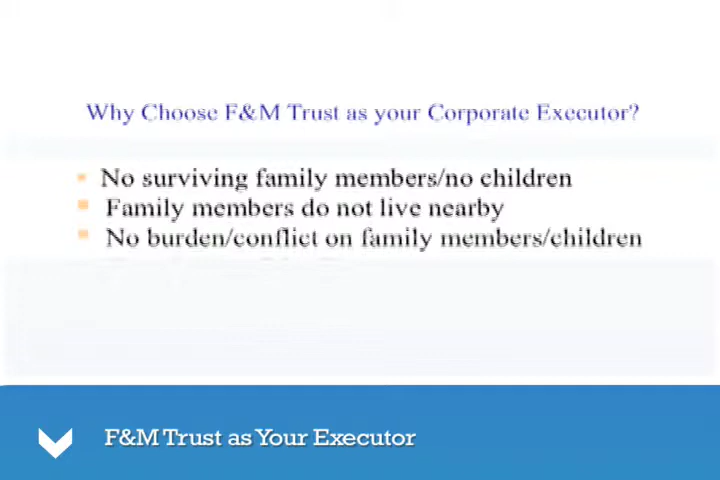 Why Choose F&M Trust as your Corporate Executor?
No surviving family members/no children
Family members do not live nearby
No burden/conflict on family members/children
F&M Trust as Your Executor